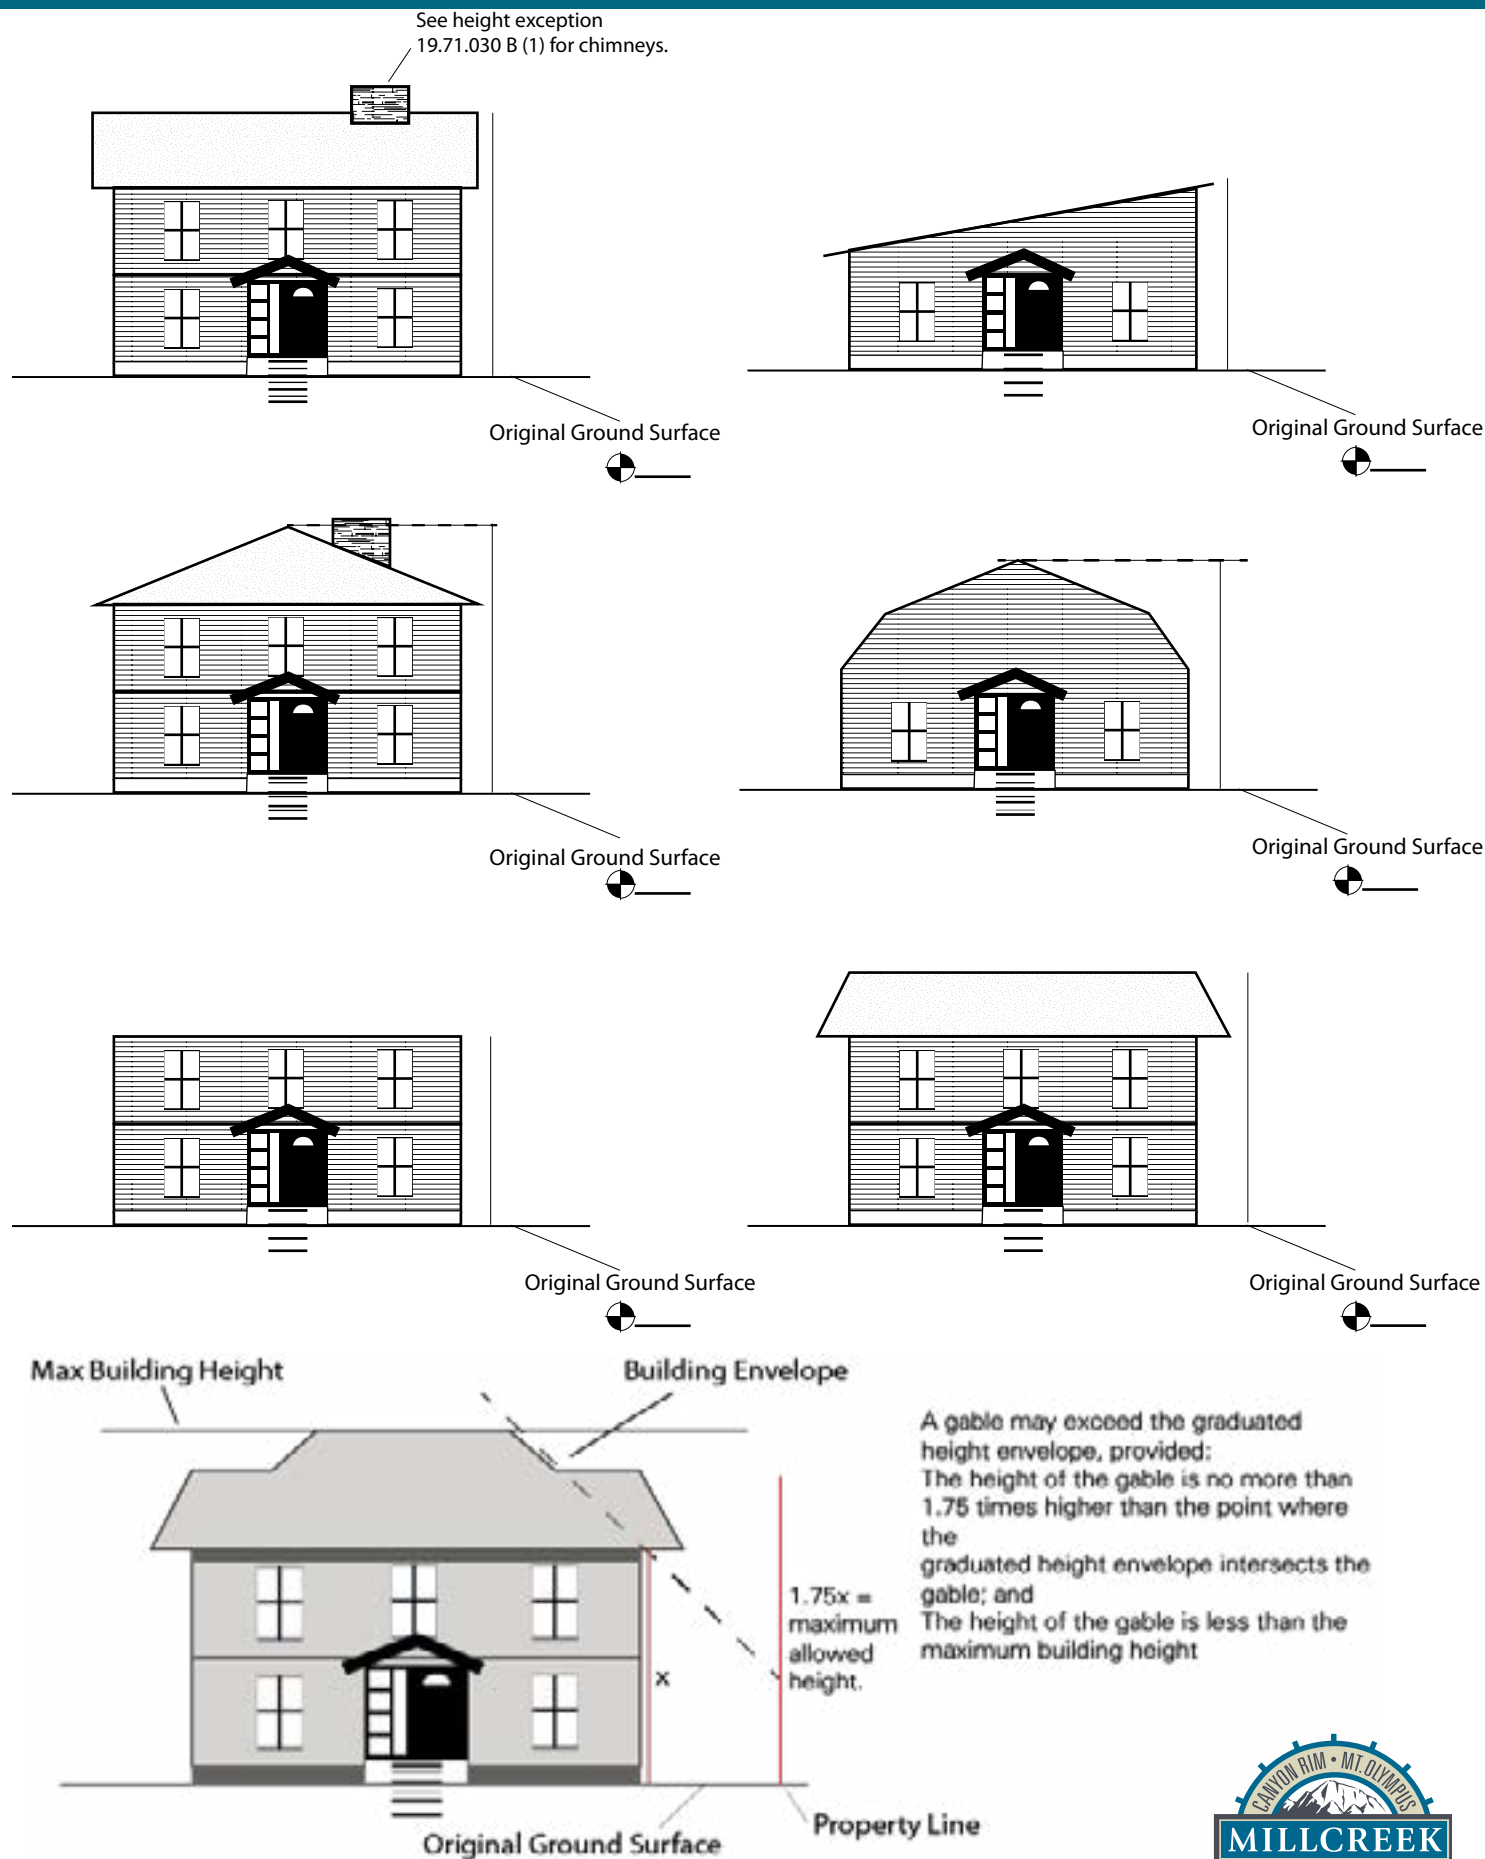 See height exception
19.71.030 B (1) for chimneys.
Original Ground Surface
Original Ground Surface
Original Ground Surface
Original Ground Surface
Original Ground Surface
Original Ground Surface
Max Building Height
Building Envelope
A gable may exceed the graduated
height envelope, provided:
The height of the gable is no more than
1.75 times higher than the point where
the
graduated height envelope intersects the
gable; and
The height of the gable is less than the
maximum building height
1.75x =
maximum
allowed
height.
x
Property Line
Original Ground Surface
CANYON RIM • MT. OLYMPUS
MILLCREEK